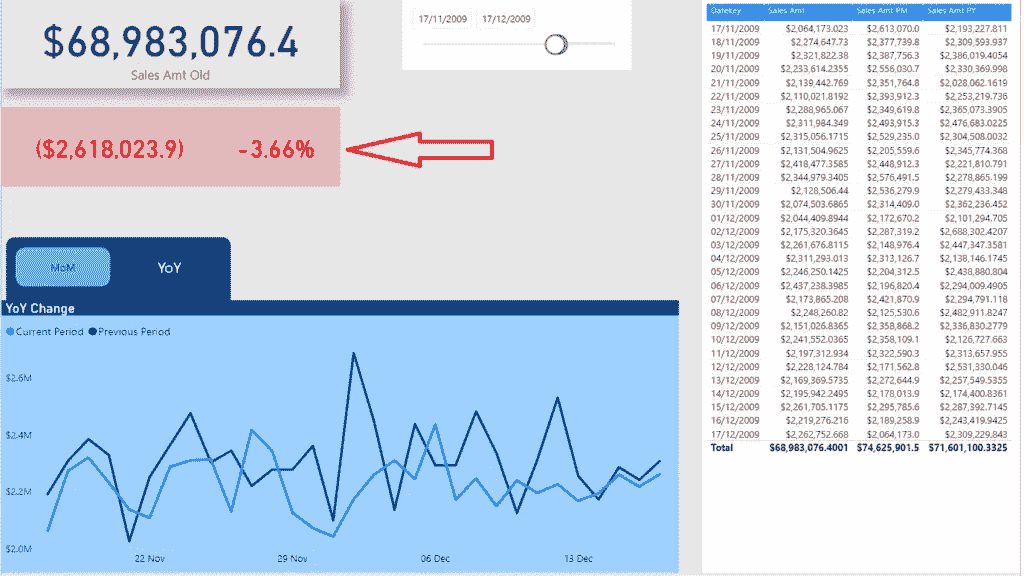 $68,983,076.4
Sales Amt Old
17/11/2009 17/12/2009
($2,618,023.9) -3.66%
MoM YoY
YoY Change
Current Period Previous Period
$2.6M
$2.4M
$2.2M
$2.0M
22 Nov 29 Nov 06 Dec 13 Dec
Datekey Sales Amt Sales Amt PM Sales Amt PY
17/11/2009 $2,064,173.023 $2,613,070.0 $2,193,227.811
18/11/2009 $2,274,647.73 $2,377,739.8 $2,309,593.937
19/11/2009 $2,321,822.38 $2,387,756.3 $2,386,019.4054
20/11/2009 $2,233,614.2355 $2,556,030.7 $2,330,369.998
21/11/2009 $2,139,442.769 $2,351,764.8 $2,028,062.1619
22/11/2009 $2,110,021.8192 $2,393,912.3 $2,253,219.736
23/11/2009 $2,288,965.067 $2,349,619.8 $2,365,073.3905
24/11/2009 $2,311,984.349 $2,493,915.3 $2,476,683.0225
25/11/2009 $2,315,056.1715 $2,529,235.0 $2,304,508.0032
26/11/2009 $2,131,504.9625 $2,205,559.6 $2,345,774.368
27/11/2009 $2,418,477.3585 $2,448,912.3 $2,221,810.791
28/11/2009 $2,344,979.3405 $2,576,491.5 $2,278,865.199
29/11/2009 $2,128,506.44 $2,536,279.9 $2,279,433.348
30/11/2009 $2,074,503.6865 $2,314,409.0 $2,362,236.452
01/12/2009 $2,044,409.8944 $2,172,670.2 $2,101,294.705
02/12/2009 $2,175,320.3645 $2,287,319.2 $2,688,302.4207
03/12/2009 $2,261,676.8115 $2,148,976.4 $2,447,347.3581
04/12/2009 $2,311,293.013 $2,313,126.7 $2,138,146.1745
05/12/2009 $2,246,250.1425 $2,204,312.5 $2,438,880.804
06/12/2009 $2,437,238.3985 $2,196,820.4 $2,294,009.4905
07/12/2009 $2,173,865.208 $2,421,870.9 $2,294,791.118
08/12/2009 $2,248,260.82 $2,125,530.6 $2,482,911.8247
09/12/2009 $2,151,026.8365 $2,358,868.2 $2,336,830.2779
10/12/2009 $2,241,552.0365 $2,358,109.1 $2,126,727.663
11/12/2009 $2,197,312.934 $2,322,590.3 $2,313,657.955
12/12/2009 $2,228,124.784 $2,171,562.8 $2,531,330.046
13/12/2009 $2,169,369.5735 $2,272,644.9 $2,257,549.5355
14/12/2009 $2,195,942.2495 $2,178,013.9 $2,174,400.8361
15/12/2009 $2,261,705.1175 $2,295,785.6 $2,287,392.7145
16/12/2009 $2,219,276.216 $2,189,258.9 $2,243,419.9425
17/12/2009 $2,262,752.668 $2,064,173.0 $2,309,229.843
Total $68,983,076.4001 $74,625,901.5 $71,601,100.3325